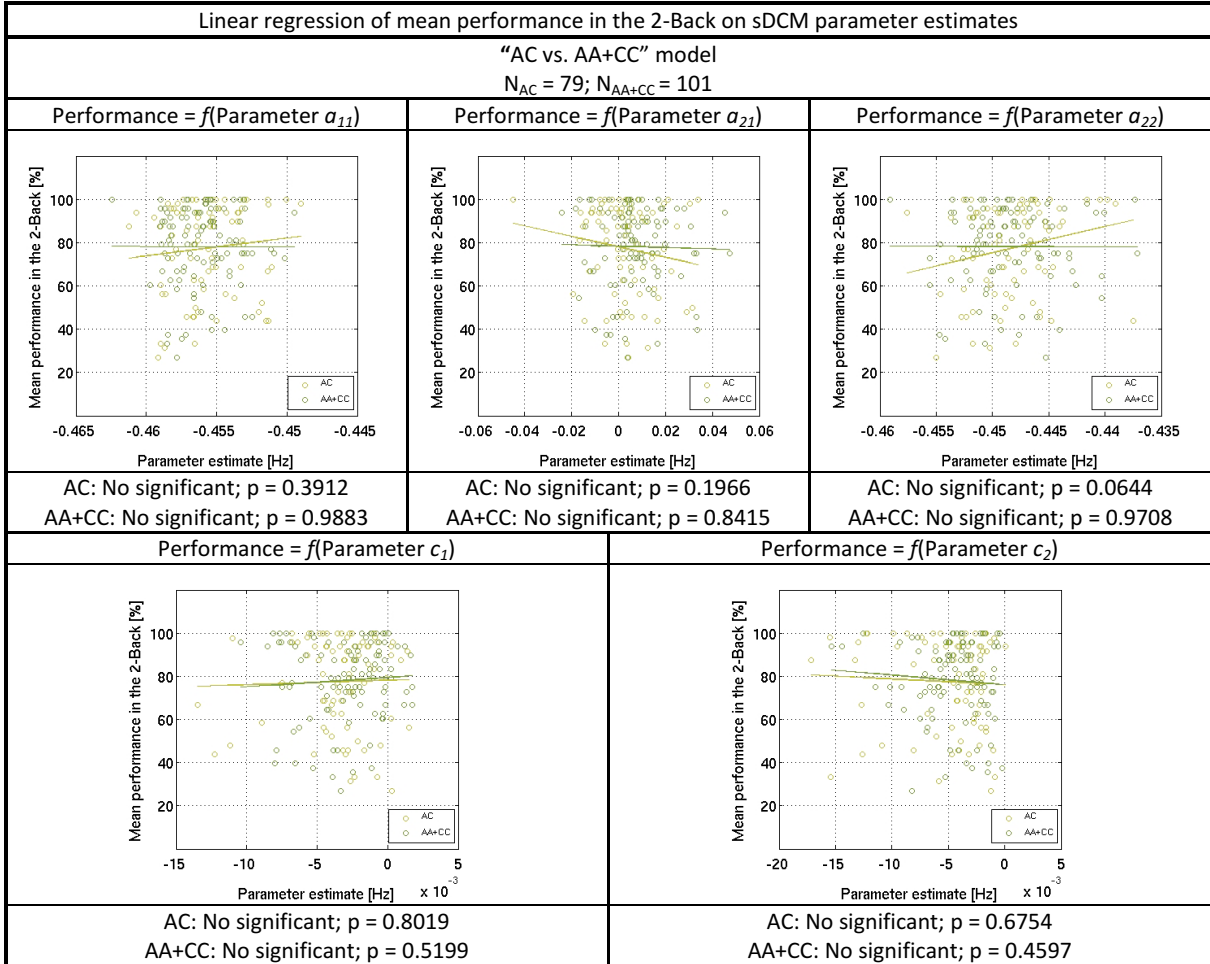 Linear regression of mean performance in the 2-Back on sDCM parameter estimates
“AC vs. AA+CC” model
N_AC = 79; N_AA+CC = 101
Performance = f(Parameter a_11)
Mean performance in the 2-Back [%]
100
80
60
40
20
AC
AA+CC
-0.465 -0.46 -0.455 -0.45 -0.445
Parameter estimate [Hz]
AC: No significant; p = 0.3912
AA+CC: No significant; p = 0.9883
Performance = f(Parameter a_21)
Mean performance in the 2-Back [%]
100
80
60
40
20
AC
AA+CC
-0.06 -0.04 -0.02 0 0.02 0.04 0.06
Parameter estimate [Hz]
AC: No significant; p = 0.1966
AA+CC: No significant; p = 0.8415
Performance = f(Parameter a_22)
Mean performance in the 2-Back [%]
100
80
60
40
20
AC
AA+CC
-0.46 -0.455 -0.45 -0.445 -0.44 -0.435
Parameter estimate [Hz]
AC: No significant; p = 0.0644
AA+CC: No significant; p = 0.9708
Performance = f(Parameter c_1)
Mean performance in the 2-Back [%]
100
80
60
40
20
AC
AA+CC
-15 -10 -5 0 5
Parameter estimate [Hz] x 10^-3
AC: No significant; p = 0.8019
AA+CC: No significant; p = 0.5199
Performance = f(Parameter c_2)
Mean performance in the 2-Back [%]
100
80
60
40
20
AC
AA+CC
-20 -15 -10 -5 0 5
Parameter estimate [Hz] x 10^-3
AC: No significant; p = 0.6754
AA+CC: No significant; p = 0.4597